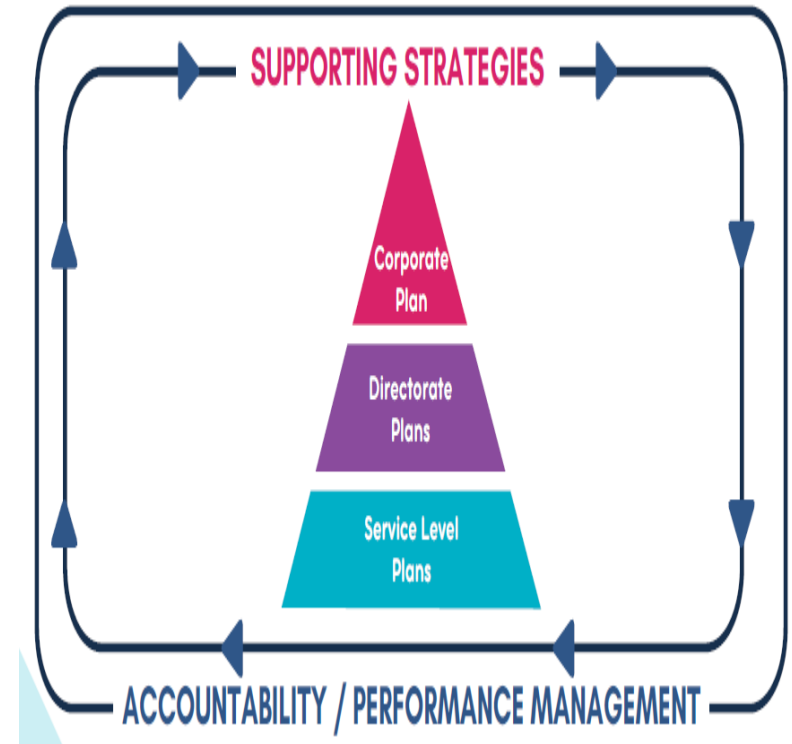 SUPPORTING STRATEGIES
Corporate
Plan
Directorate
Plans
Service Level
Plans
ACCOUNTABILITY / PERFORMANCE MANAGEMENT